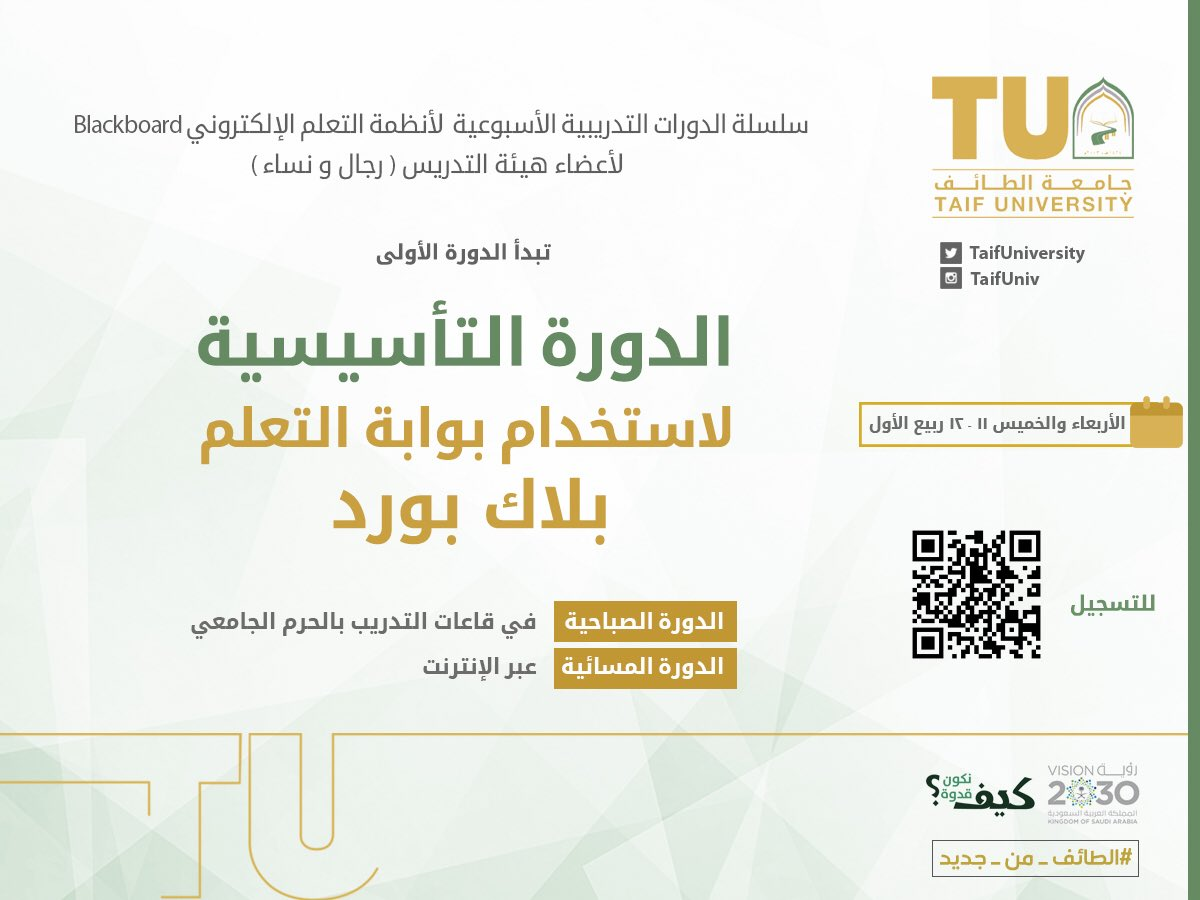 TU
جامعة الطائف
TAIF UNIVERSITY
TaifUniversity
TaifUniv
سلسلة الدورات التدريبية الأسبوعية لأنظمة التعلم الإلكتروني Blackboard
لأعضاء هيئة التدريس ( رجال و نساء )
تبدأ الدورة الأولى
الدورة التأسيسية
لاستخدام بوابة التعلم
بلاك بورد
الأربعاء والخميس ١١ - ١٢ ربيع الأول
للتسجيل
الدورة الصباحية في قاعات التدريب بالحرم الجامعي
الدورة المسائية عبر الإنترنت
TU
رؤية VISION
2030
المملكة العربية السعودية
KINGDOM OF SAUDI ARABIA
كيف نكون قدوة؟
#الطائف _ من _ جديد